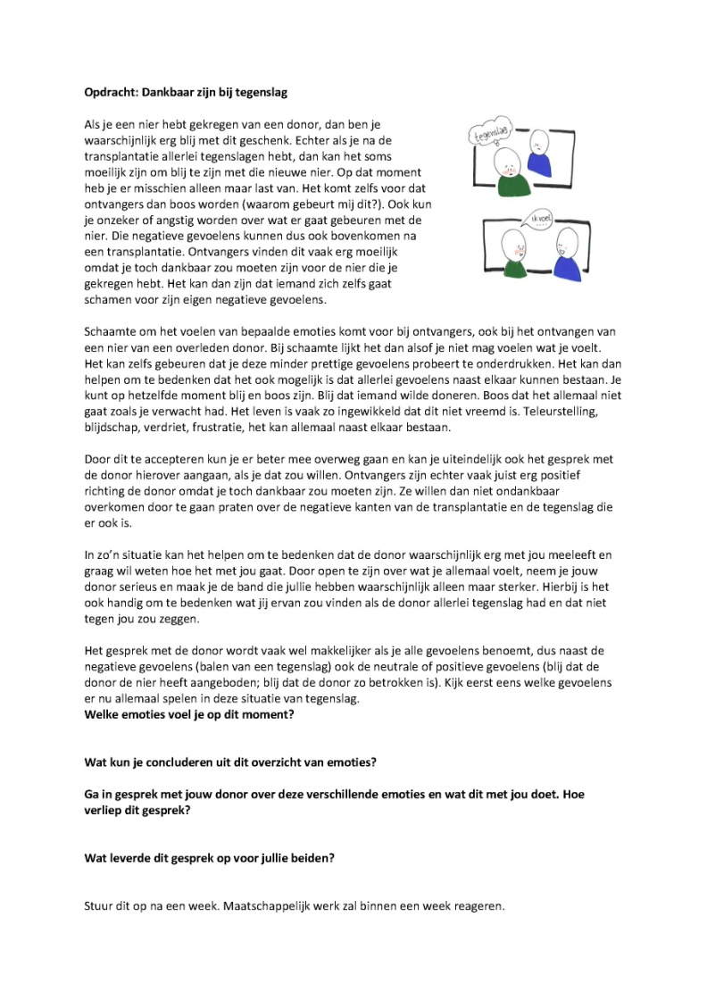 Opdracht: Dankbaar zijn bij tegenslag
Als je een nier hebt gekregen van een donor, dan ben je
waarschijnlijk erg blij met dit geschenk. Echter als je na de
transplantatie allerlei tegenslagen hebt, dan kan het soms
moeilijk zijn om blij te zijn met die nieuwe nier. Op dat moment
heb je er misschien alleen maar last van. Het komt zelfs voor dat
ontvangers dan boos worden (waarom gebeurt mij dit?). Ook kun
je onzeker of angstig worden over wat er gaat gebeuren met de
nier. Die negatieve gevoelens kunnen dus ook bovenkomen na
een transplantatie. Ontvangers vinden dit vaak erg moeilijk
omdat je toch dankbaar zou moeten zijn voor de nier die je
gekregen hebt. Het kan dan zijn dat iemand zich zelfs gaat
schamen voor zijn eigen negatieve gevoelens.
tegenslag
ik voel
....
Schaamte om het voelen van bepaalde emoties komt voor bij ontvangers, ook bij het ontvangen van
een nier van een overleden donor. Bij schaamte lijkt het dan alsof je niet mag voelen wat je voelt.
Het kan zelfs gebeuren dat je deze minder prettige gevoelens probeert te onderdrukken. Het kan dan
helpen om te bedenken dat het ook mogelijk is dat allerlei gevoelens naast elkaar kunnen bestaan. Je
kunt op hetzelfde moment blij en boos zijn. Blij dat iemand wilde doneren. Boos dat het allemaal niet
gaat zoals je verwacht had. Het leven is vaak zo ingewikkeld dat dit niet vreemd is. Teleurstelling,
blijdschap, verdriet, frustratie, het kan allemaal naast elkaar bestaan.
Door dit te accepteren kun je er beter mee overweg gaan en kan je uiteindelijk ook het gesprek met
de donor hierover aangaan, als je dat zou willen. Ontvangers zijn echter vaak juist erg positief
richting de donor omdat je toch dankbaar zou moeten zijn. Ze willen dan niet ondankbaar
overkomen door te gaan praten over de negatieve kanten van de transplantatie en de tegenslag die
er ook is.
In zo'n situatie kan het helpen om te bedenken dat de donor waarschijnlijk erg met jou meeleeft en
graag wil weten hoe het met jou gaat. Door open te zijn over wat je allemaal voelt, neem je jouw
donor serieus en maak je de band die jullie hebben waarschijnlijk alleen maar sterker. Hierbij is het
ook handig om te bedenken wat jij ervan zou vinden als de donor allerlei tegenslag had en dat niet
tegen jou zou zeggen.
Het gesprek met de donor wordt vaak wel makkelijker als je alle gevoelens benoemt, dus naast de
negatieve gevoelens (balen van een tegenslag) ook de neutrale of positieve gevoelens (blij dat de
donor de nier heeft aangeboden; blij dat de donor zo betrokken is). Kijk eerst eens welke gevoelens
er nu allemaal spelen in deze situatie van tegenslag.
Welke emoties voel je op dit moment?
Wat kun je concluderen uit dit overzicht van emoties?
Ga in gesprek met jouw donor over deze verschillende emoties en wat dit met jou doet. Hoe
verliep dit gesprek?
Wat leverde dit gesprek op voor jullie beiden?
Stuur dit op na een week. Maatschappelijk werk zal binnen een week reageren.